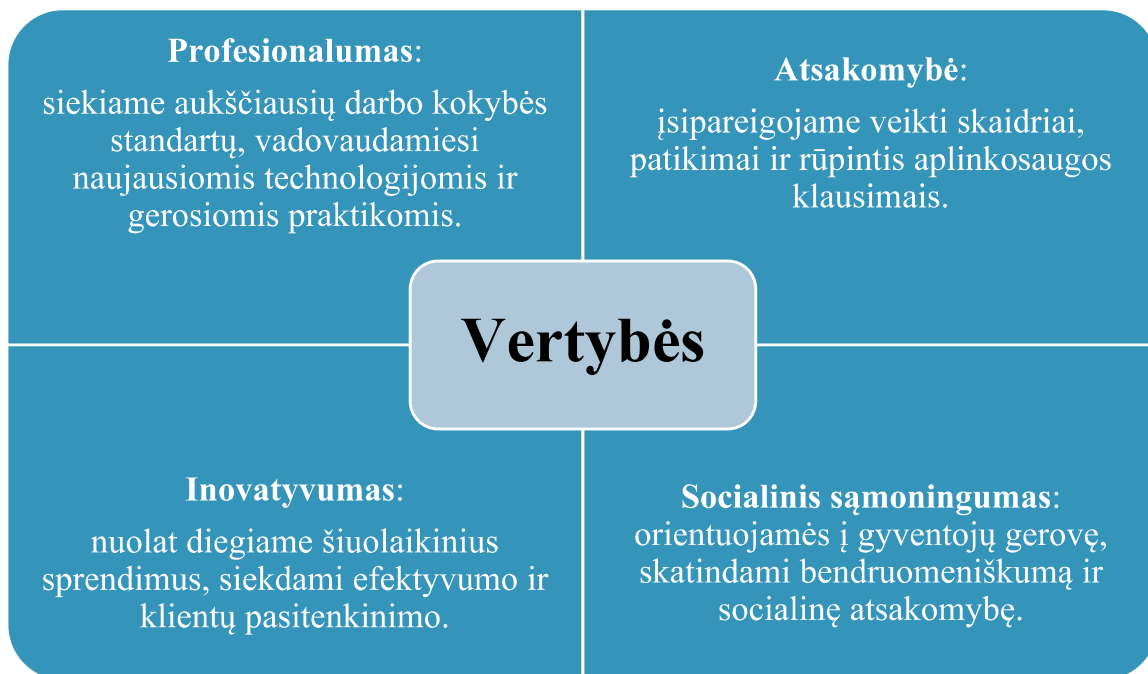 Profesionalumas:
siekiame aukščiausių darbo kokybės
standartų, vadovaudamiesi
naujausiomis technologijomis ir
gerosiomis praktikomis.
Atsakomybė:
įsipareigojame veikti skaidriai,
patikimai ir rūpintis aplinkosaugos
klausimais.
Vertybės
Inovatyvumas:
nuolat diegiame šiuolaikinius
sprendimus, siekdami efektyvumo ir
klientų pasitenkinimo.
Socialinis sąmoningumas:
orientuojamės į gyventojų gerovę,
skatindami bendruomeniškumą ir
socialinę atsakomybę.